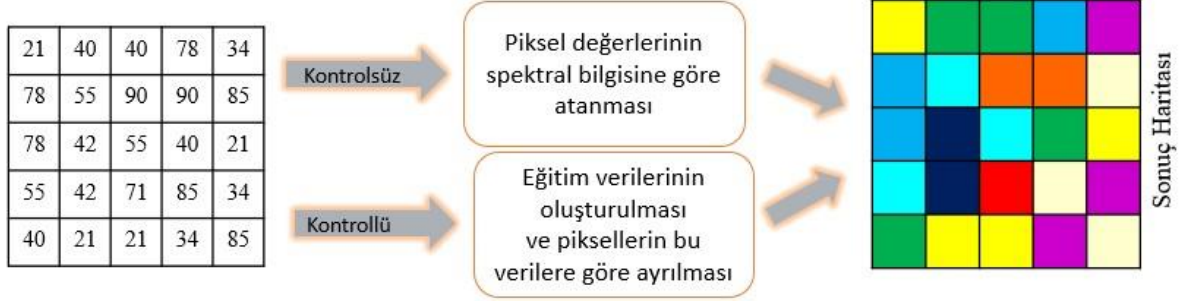 21 40 40 78 34
78 55 90 90 85
78 42 55 40 21
55 42 71 85 34
40 21 21 34 85
Kontrolsüz
Kontrollü
Piksel değerlerinin
spektral bilgisine göre
atanması
Eğitim verilerinin
oluşturulması
ve piksellerin bu
verilere göre ayrılması
Sonuç Haritası